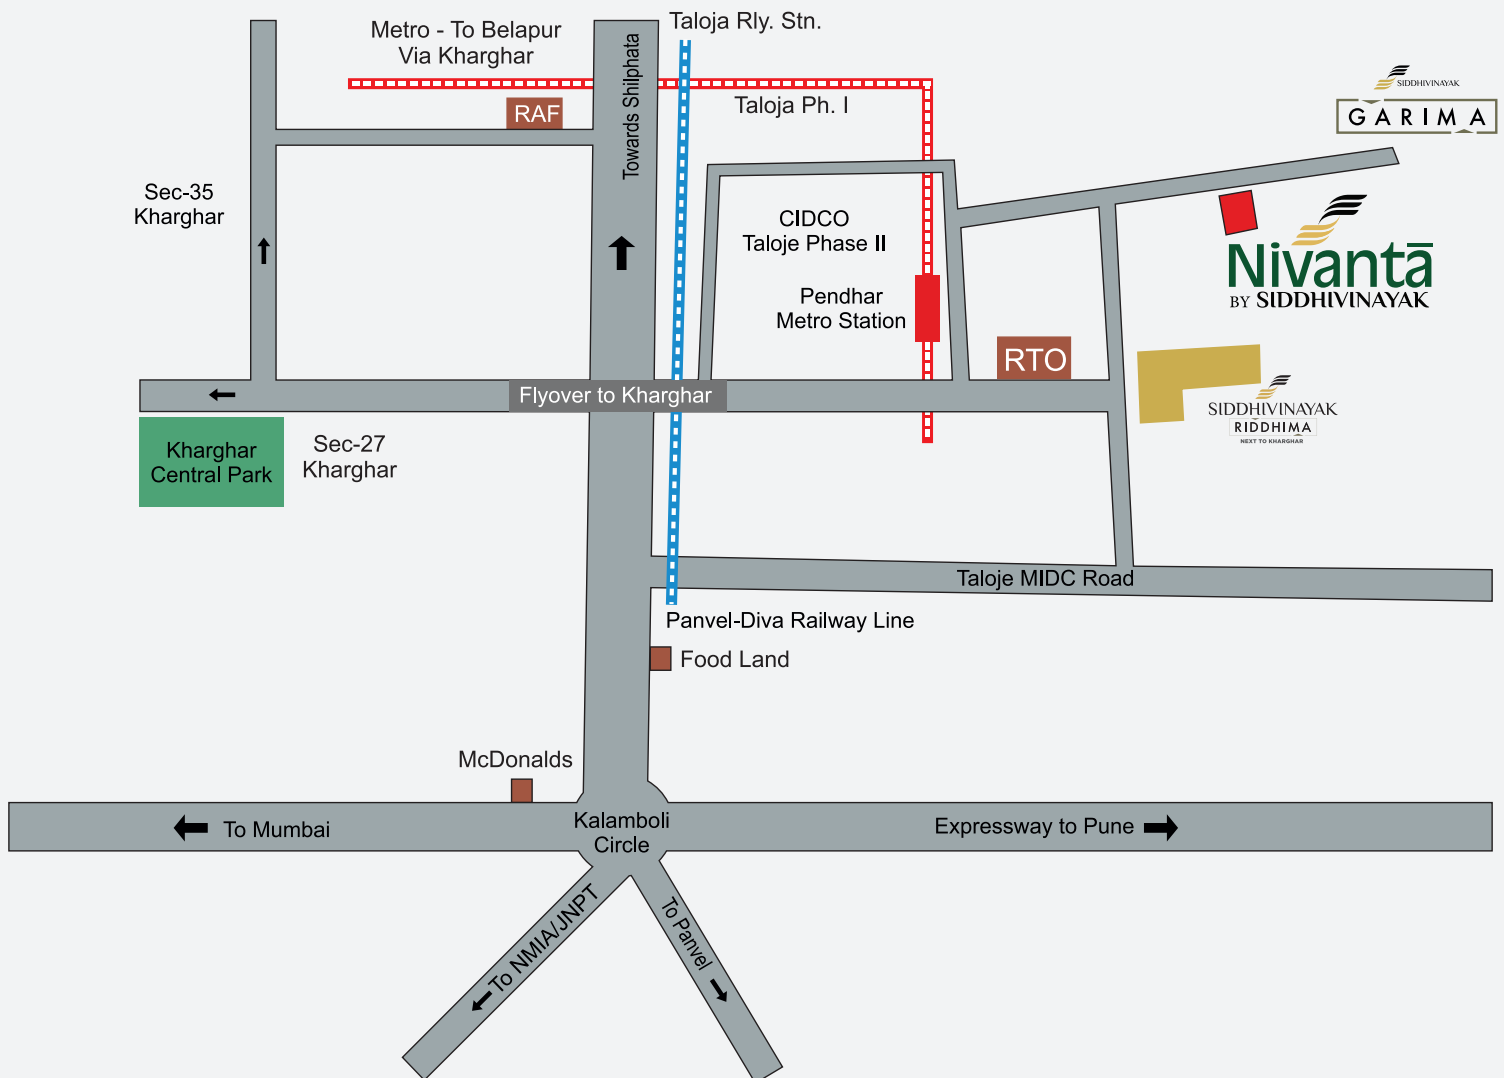 Metro - To Belapur
Via Kharghar
Taloja Rly. Stn.
Towards Shilphata
RAF
Taloja Ph. I
SIDDHIVINAYAK
GARIMA
Sec-35
Kharghar
CIDCO
Taloje Phase II
Pendhar
Metro Station
Nivantā
BY SIDDHIVINAYAK
RTO
Flyover to Kharghar
SIDDHIVINAYAK
RIDDHIMA
NEXT TO KHARGHAR
Kharghar
Central Park
Sec-27
Kharghar
Taloje MIDC Road
Panvel-Diva Railway Line
Food Land
McDonalds
To Mumbai
Kalamboli
Circle
Expressway to Pune
To NMIA/JNPT
To Panvel